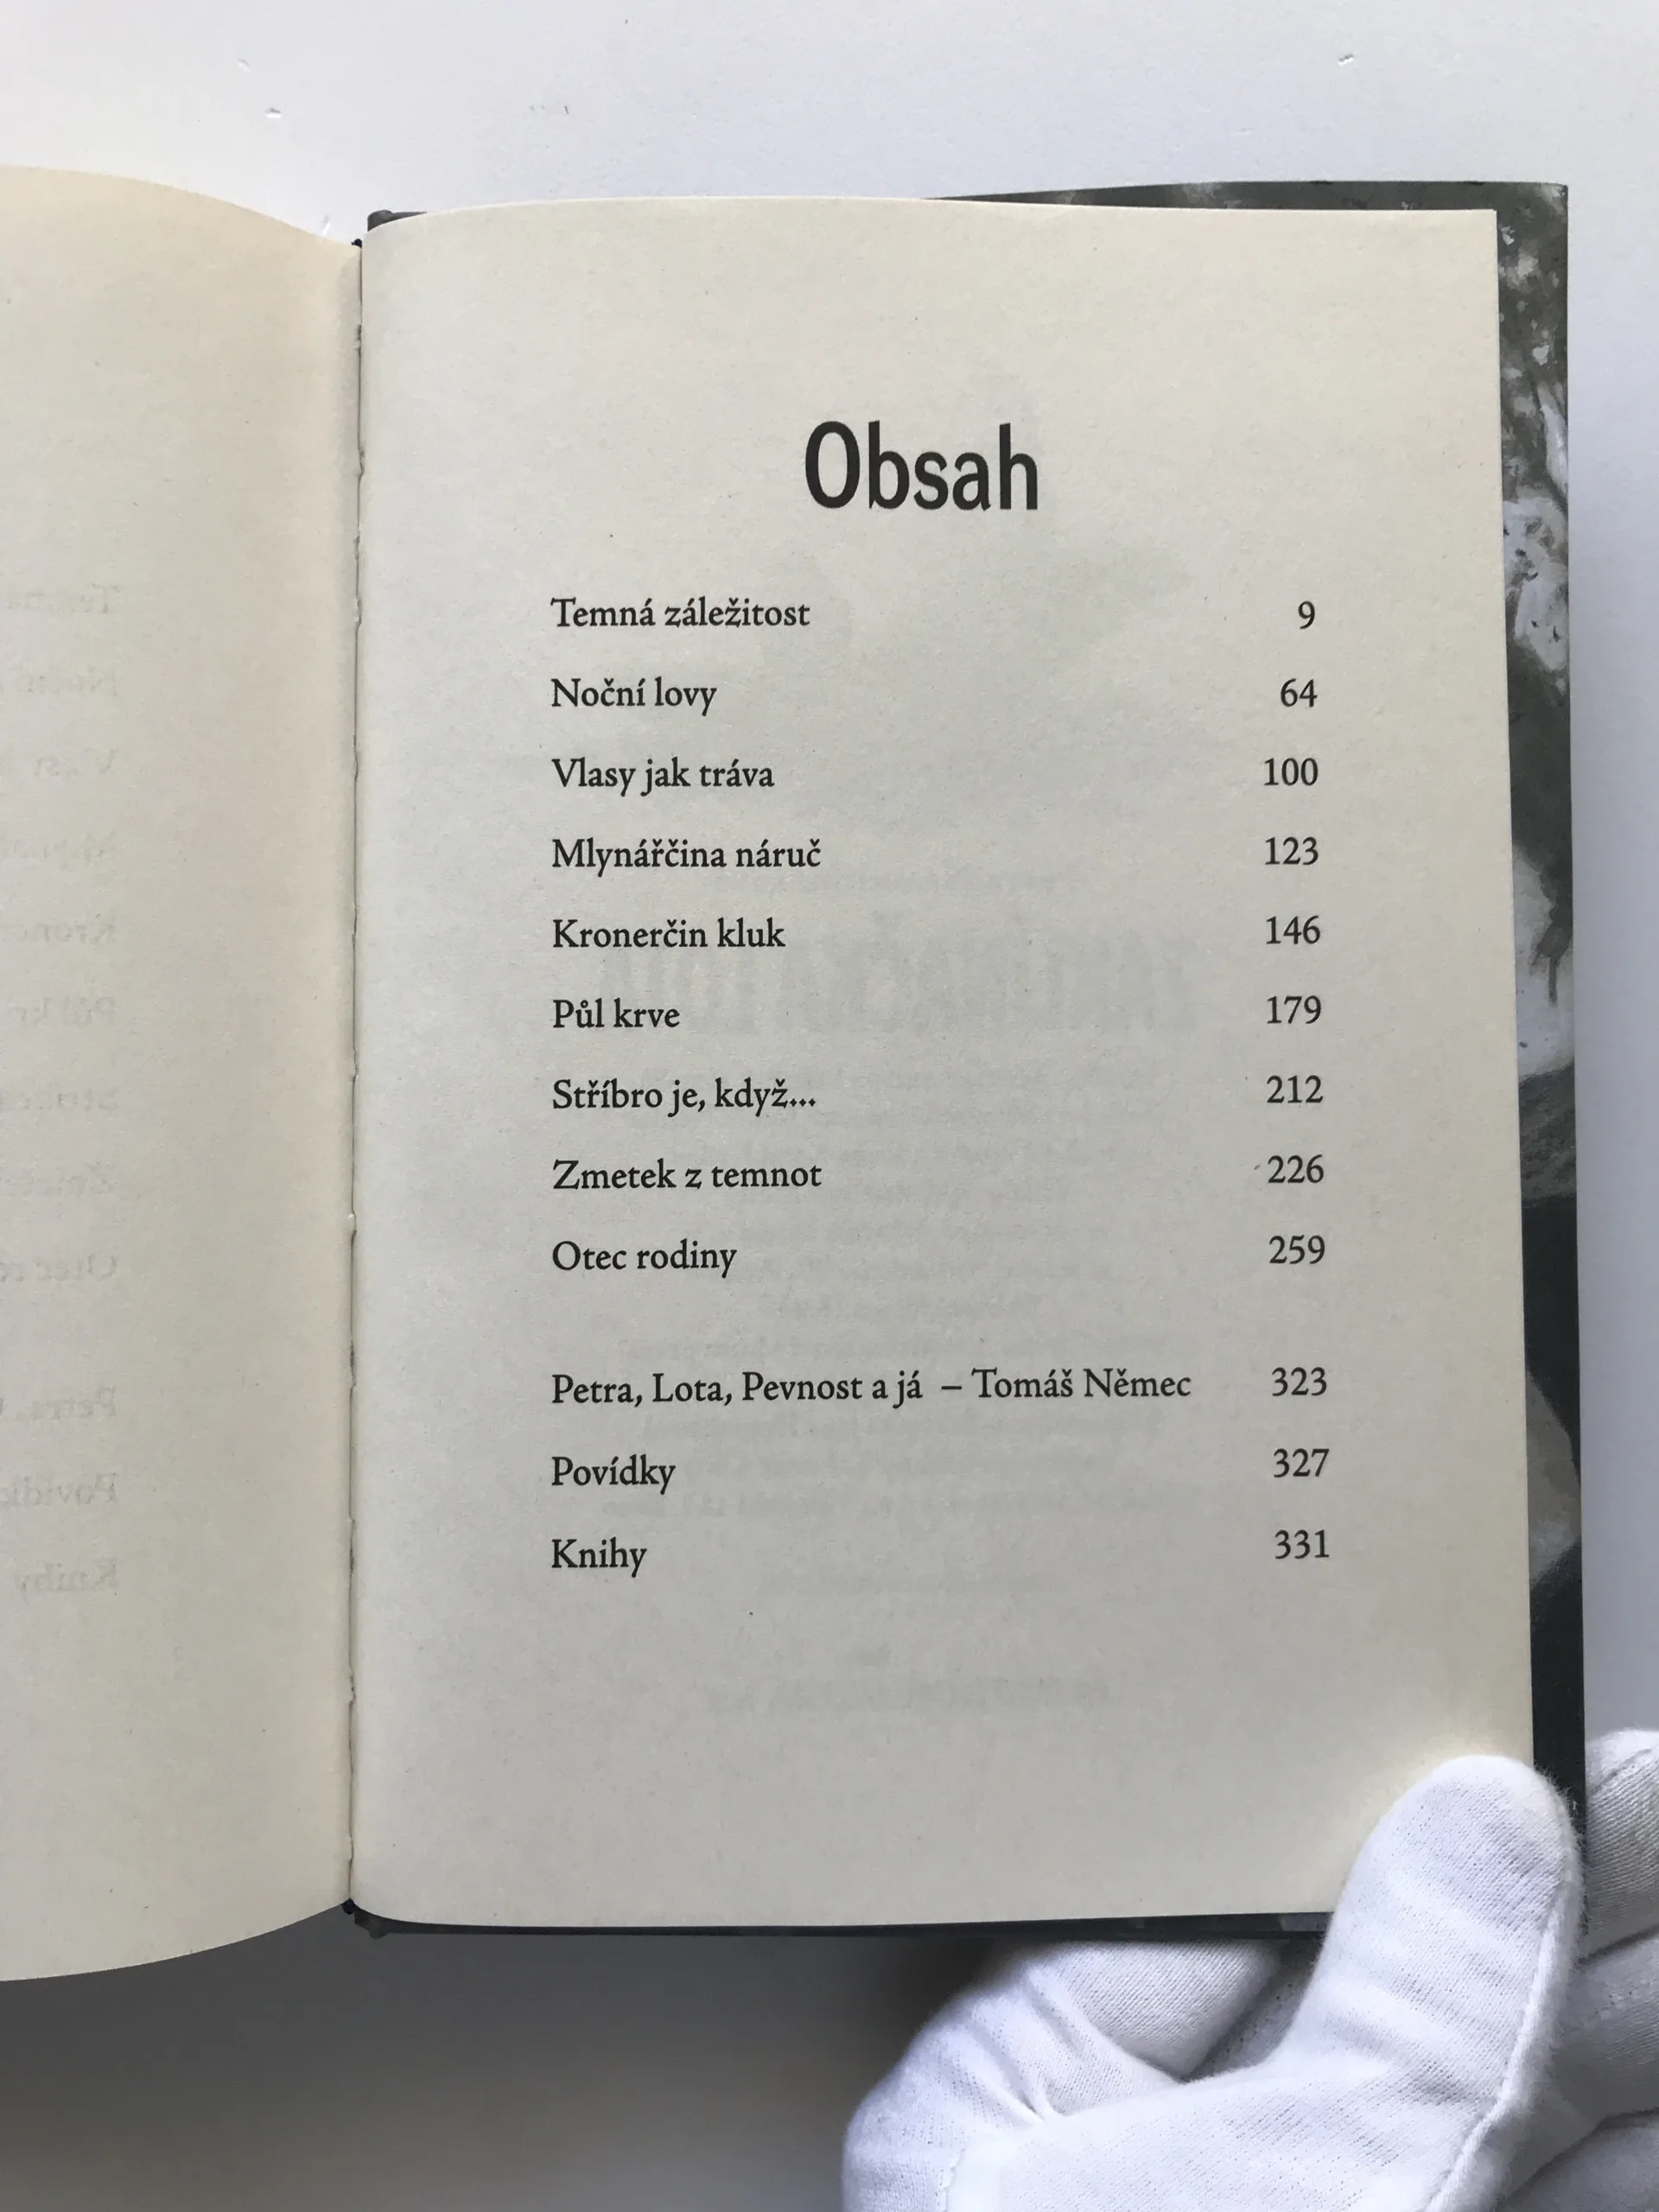 Obsah
Temná záležitost 9
Noční lovy 64
Vlasy jak tráva 100
Mlynářčina náruč 123
Kronerčin kluk 146
Půl krve 179
Stříbro je, když... 212
Zmetek z temnot 226
Otec rodiny 259
Petra, Lota, Pevnost a já – Tomáš Němec 323
Povídky 327
Knihy 331